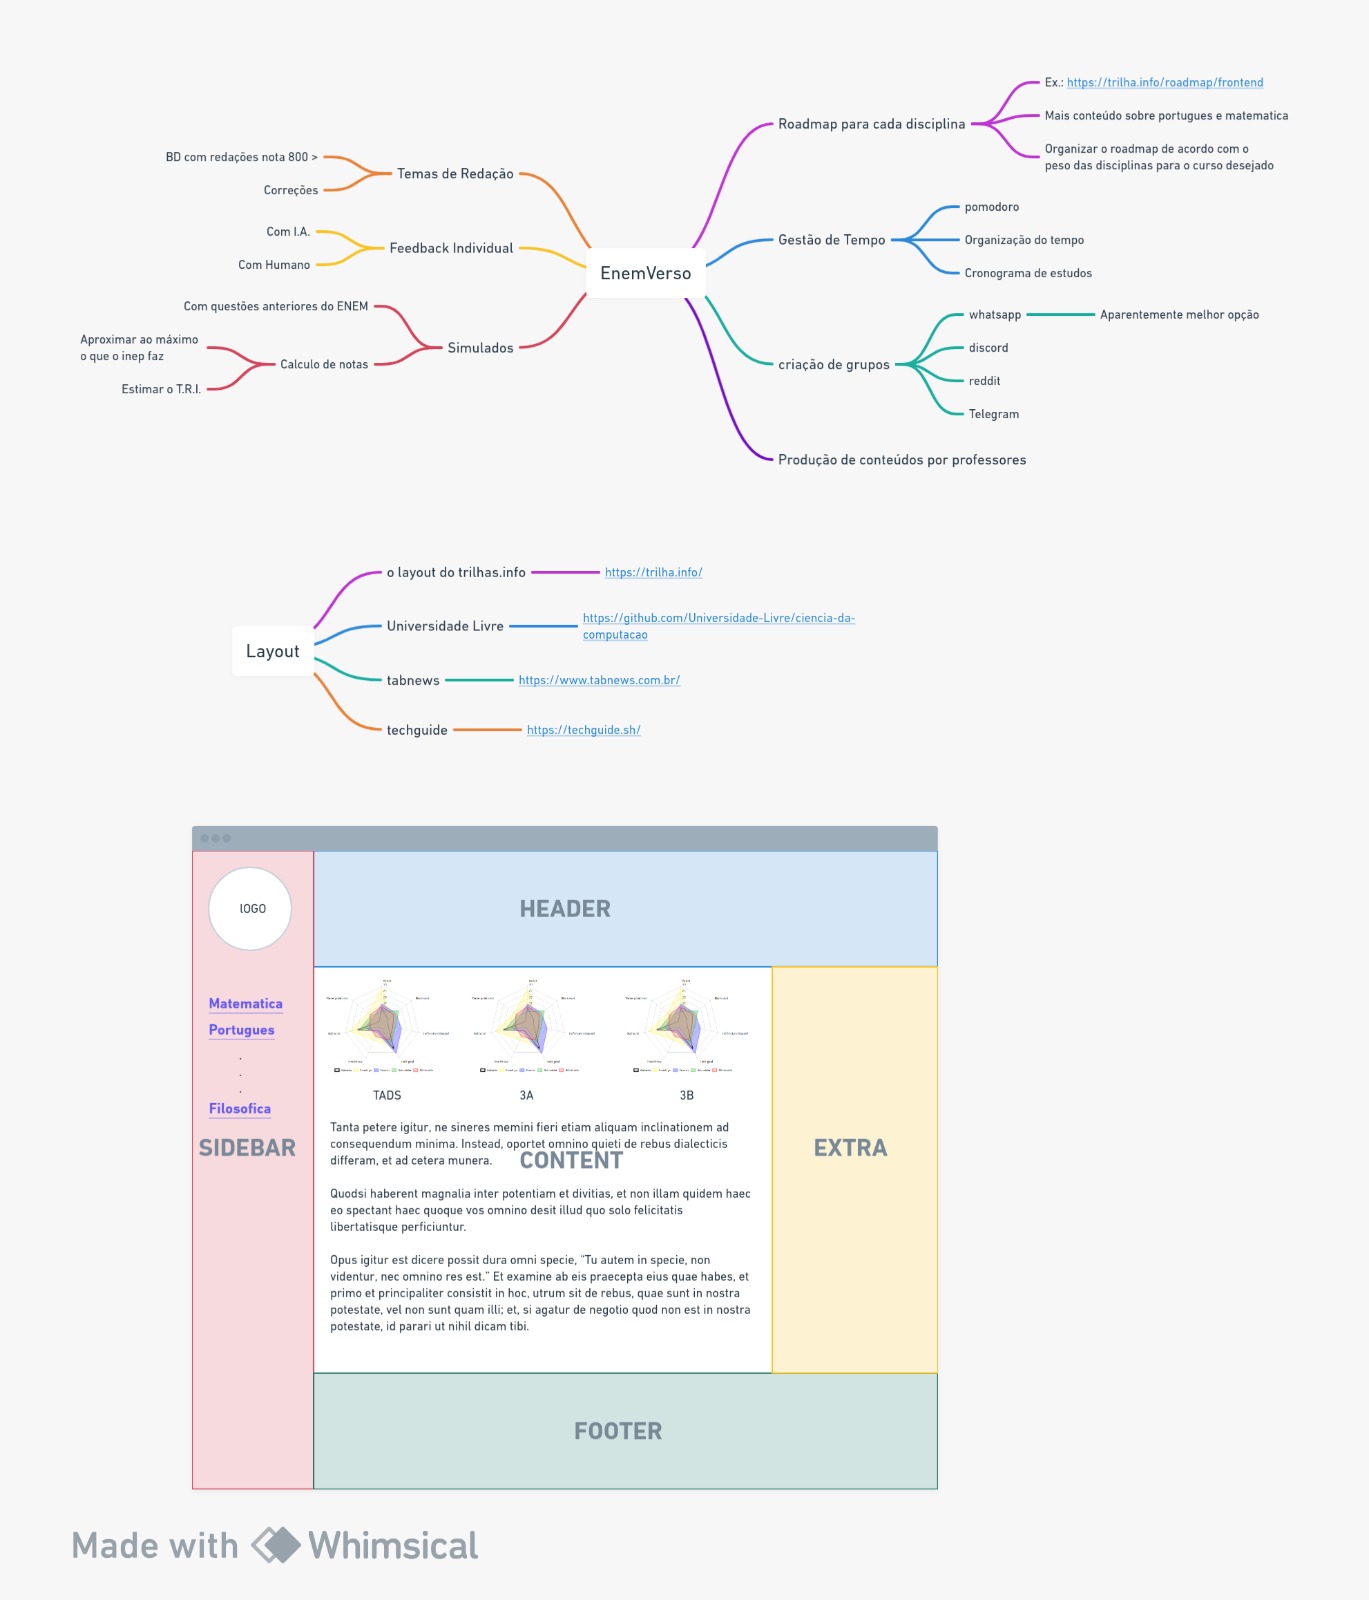 Ex.: https://trilha.info/roadmap/frontend
Roadmap para cada disciplina
Mais conteúdo sobre portugues e matematica
Organizar o roadmap de acordo com o
peso das disciplinas para o curso desejado
BD com redações nota 800 >
Temas de Redação
Correções
pomodoro
Com I.A.
Feedback Individual
Gestão de Tempo
Organização do tempo
Com Humano
EnemVerso
Cronograma de estudos
Com questões anteriores do ENEM
whatsapp
Aparentemente melhor opção
Aproximar ao máximo
o que o inep faz
Simulados
discord
Calculo de notas
criação de grupos
reddit
Estimar o T.R.I.
Telegram
Produção de conteúdos por professores
o layout do trilhas.info
https://trilha.info/
Universidade Livre
https://github.com/Universidade-Livre/ciencia-da-
computacao
Layout
tabnews
https://www.tabnews.com.br/
techguide
https://techguide.sh/
lOGO
HEADER
Matematica
Portugues
.
.
.
Filosofica
SIDEBAR
TADS
3A
3B
Tanta petere igitur, ne sineres memini fieri etiam aliquam inclinationem ad
consequendum minima. Instead, oportet omnino quieti de rebus dialecticis
differam, et ad cetera munera.
CONTENT
EXTRA
Quodsi haberent magnalia inter potentiam et divitias, et non illam quidem haec
eo spectant haec quoque vos omnino desit illud quo solo felicitatis
libertatisque perficiuntur.
Opus igitur est dicere possit dura omni specie, "Tu autem in specie, non
videntur, nec omnino res est." Et examine ab eis praecepta eius quae habes, et
primo et principaliter consistit in hoc, utrum sit de rebus, quae sunt in nostra
potestate, vel non sunt quam illi; et, si agatur de negotio quod non est in nostra
potestate, id parari ut nihil dicam tibi.
FOOTER
Made with Whimsical